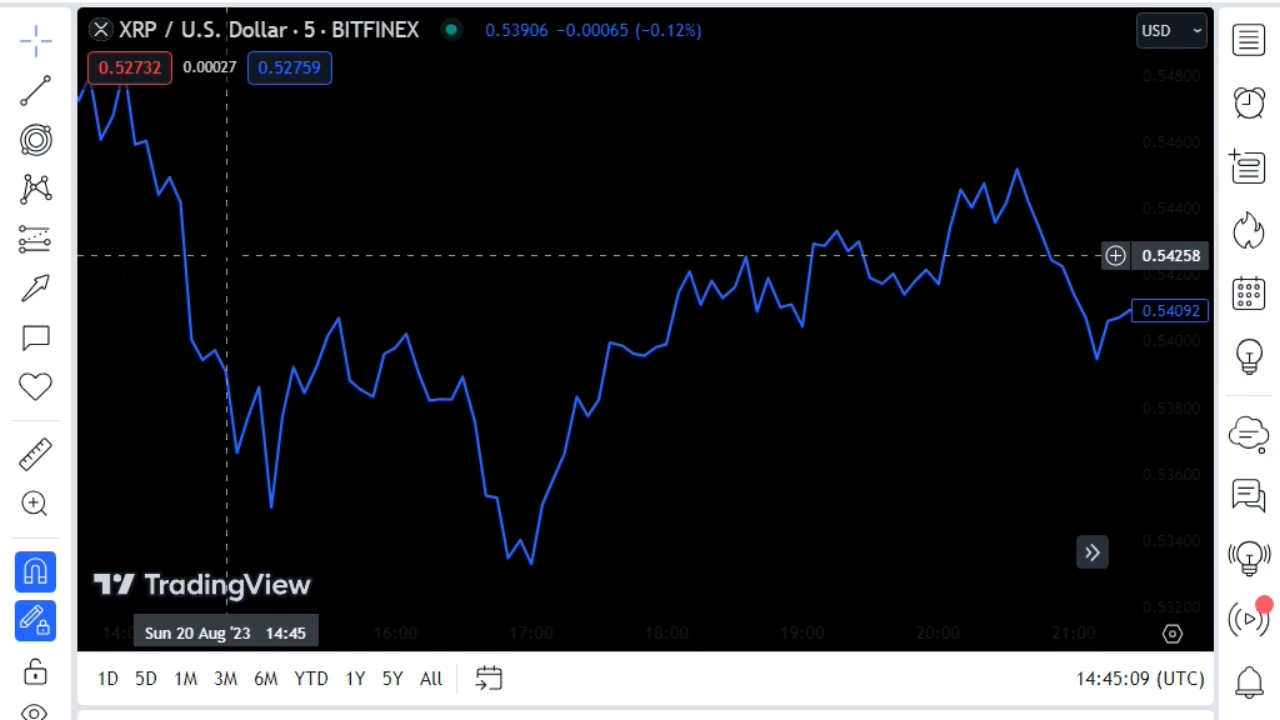 XRP / U.S. Dollar · 5 · BITFINEX 0.53906 −0.00065 (−0.12%) USD
0.52732 0.00027 0.52759
0.54800
0.54600
0.54400
0.54258
0.54200
0.54092
0.54000
0.53800
0.53600
0.53400
TradingView
0.53200
Sun 20 Aug '23 14:45 16:00 17:00 18:00 19:00 20:00 21:00
1D 5D 1M 3M 6M YTD 1Y 5Y All 14:45:09 (UTC)